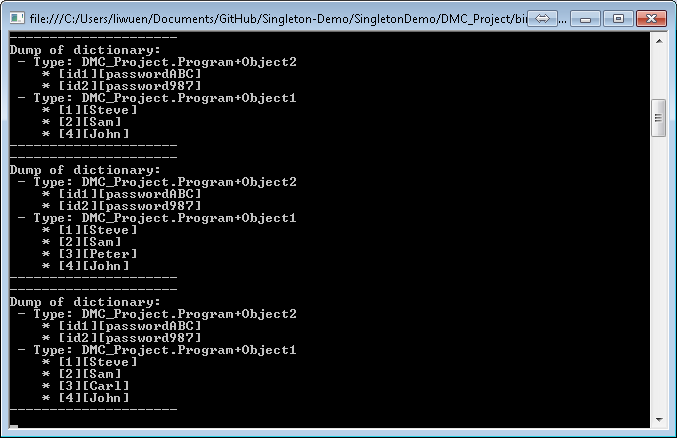 file:///C:/Users/liwuen/Documents/GitHub/Singleton-Demo/SingletonDemo/DMC_Project/bin/...
---------------------
Dump of dictionary:
 - Type: DMC_Project.Program+Object2
    * [id1][passwordABC]
    * [id2][password987]
 - Type: DMC_Project.Program+Object1
    * [1][Steve]
    * [2][Sam]
    * [4][John]
---------------------
---------------------
Dump of dictionary:
 - Type: DMC_Project.Program+Object2
    * [id1][passwordABC]
    * [id2][password987]
 - Type: DMC_Project.Program+Object1
    * [1][Steve]
    * [2][Sam]
    * [3][Peter]
    * [4][John]
---------------------
---------------------
Dump of dictionary:
 - Type: DMC_Project.Program+Object2
    * [id1][passwordABC]
    * [id2][password987]
 - Type: DMC_Project.Program+Object1
    * [1][Steve]
    * [2][Sam]
    * [3][Carl]
    * [4][John]
---------------------